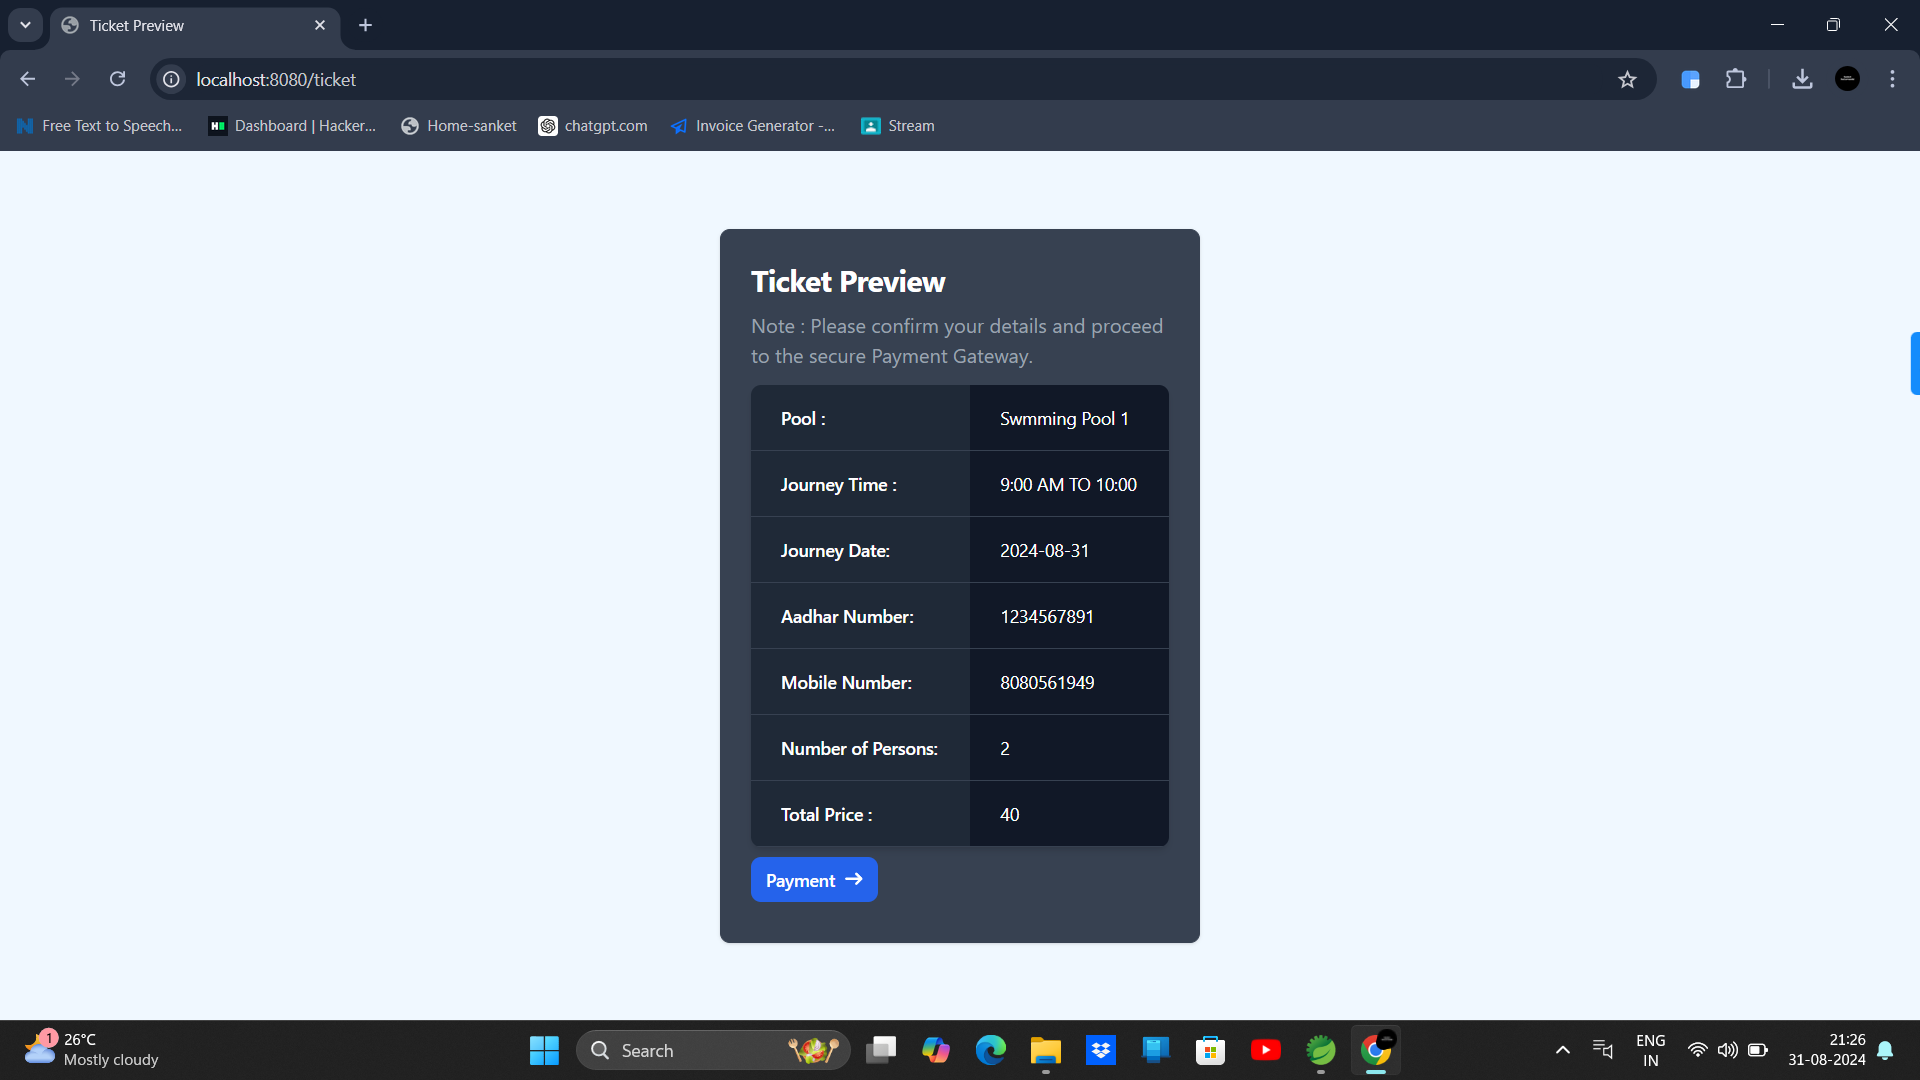 Ticket Preview
localhost:8080/ticket
Free Text to Speech...
Dashboard | Hacker...
Home-sanket
chatgpt.com
Invoice Generator -...
Stream
Ticket Preview
Note : Please confirm your details and proceed
to the secure Payment Gateway.
Pool : Swmming Pool 1
Journey Time : 9:00 AM TO 10:00
Journey Date: 2024-08-31
Aadhar Number: 1234567891
Mobile Number: 8080561949
Number of Persons: 2
Total Price : 40
Payment
1
26°C
Mostly cloudy
Search
ENG
IN
21:26
31-08-2024